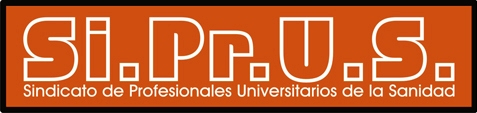 Si.Pr.U.S.
Sindicato de Profesionales Universitarios de la Sanidad